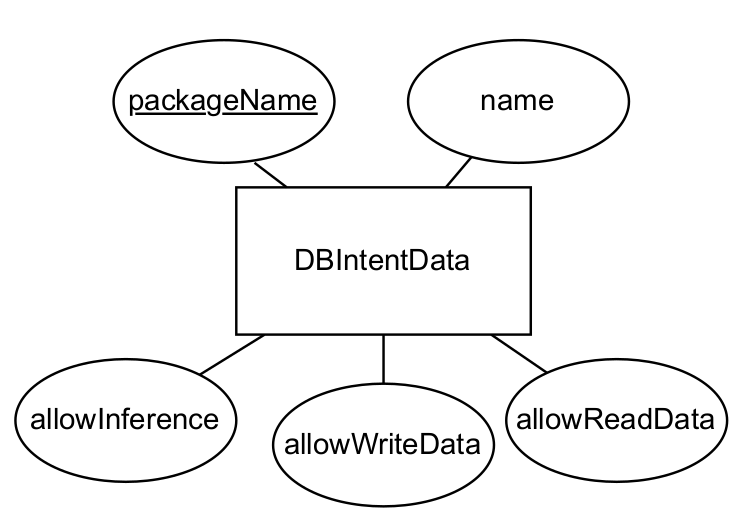 packageName
name
DBIntentData
allowInference
allowWriteData
allowReadData